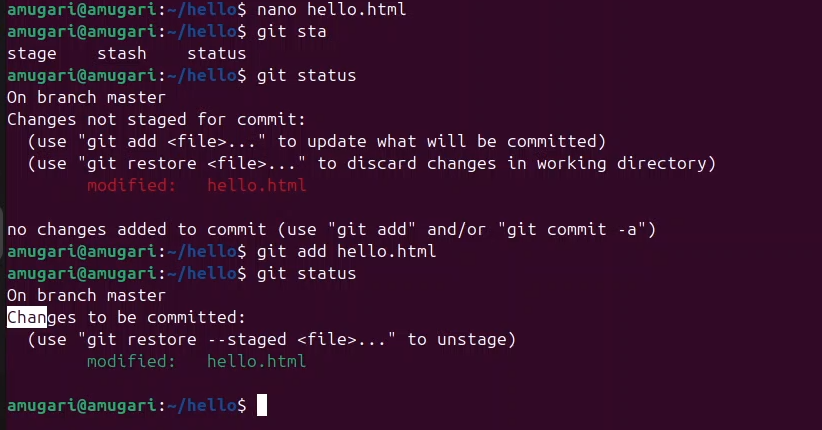 amugari@amugari:~/hello$ nano hello.html
amugari@amugari:~/hello$ git sta
stage    stash    status
amugari@amugari:~/hello$ git status
On branch master
Changes not staged for commit:
  (use "git add <file>..." to update what will be committed)
  (use "git restore <file>..." to discard changes in working directory)
        modified:   hello.html

no changes added to commit (use "git add" and/or "git commit -a")
amugari@amugari:~/hello$ git add hello.html
amugari@amugari:~/hello$ git status
On branch master
Changes to be committed:
  (use "git restore --staged <file>..." to unstage)
        modified:   hello.html

amugari@amugari:~/hello$